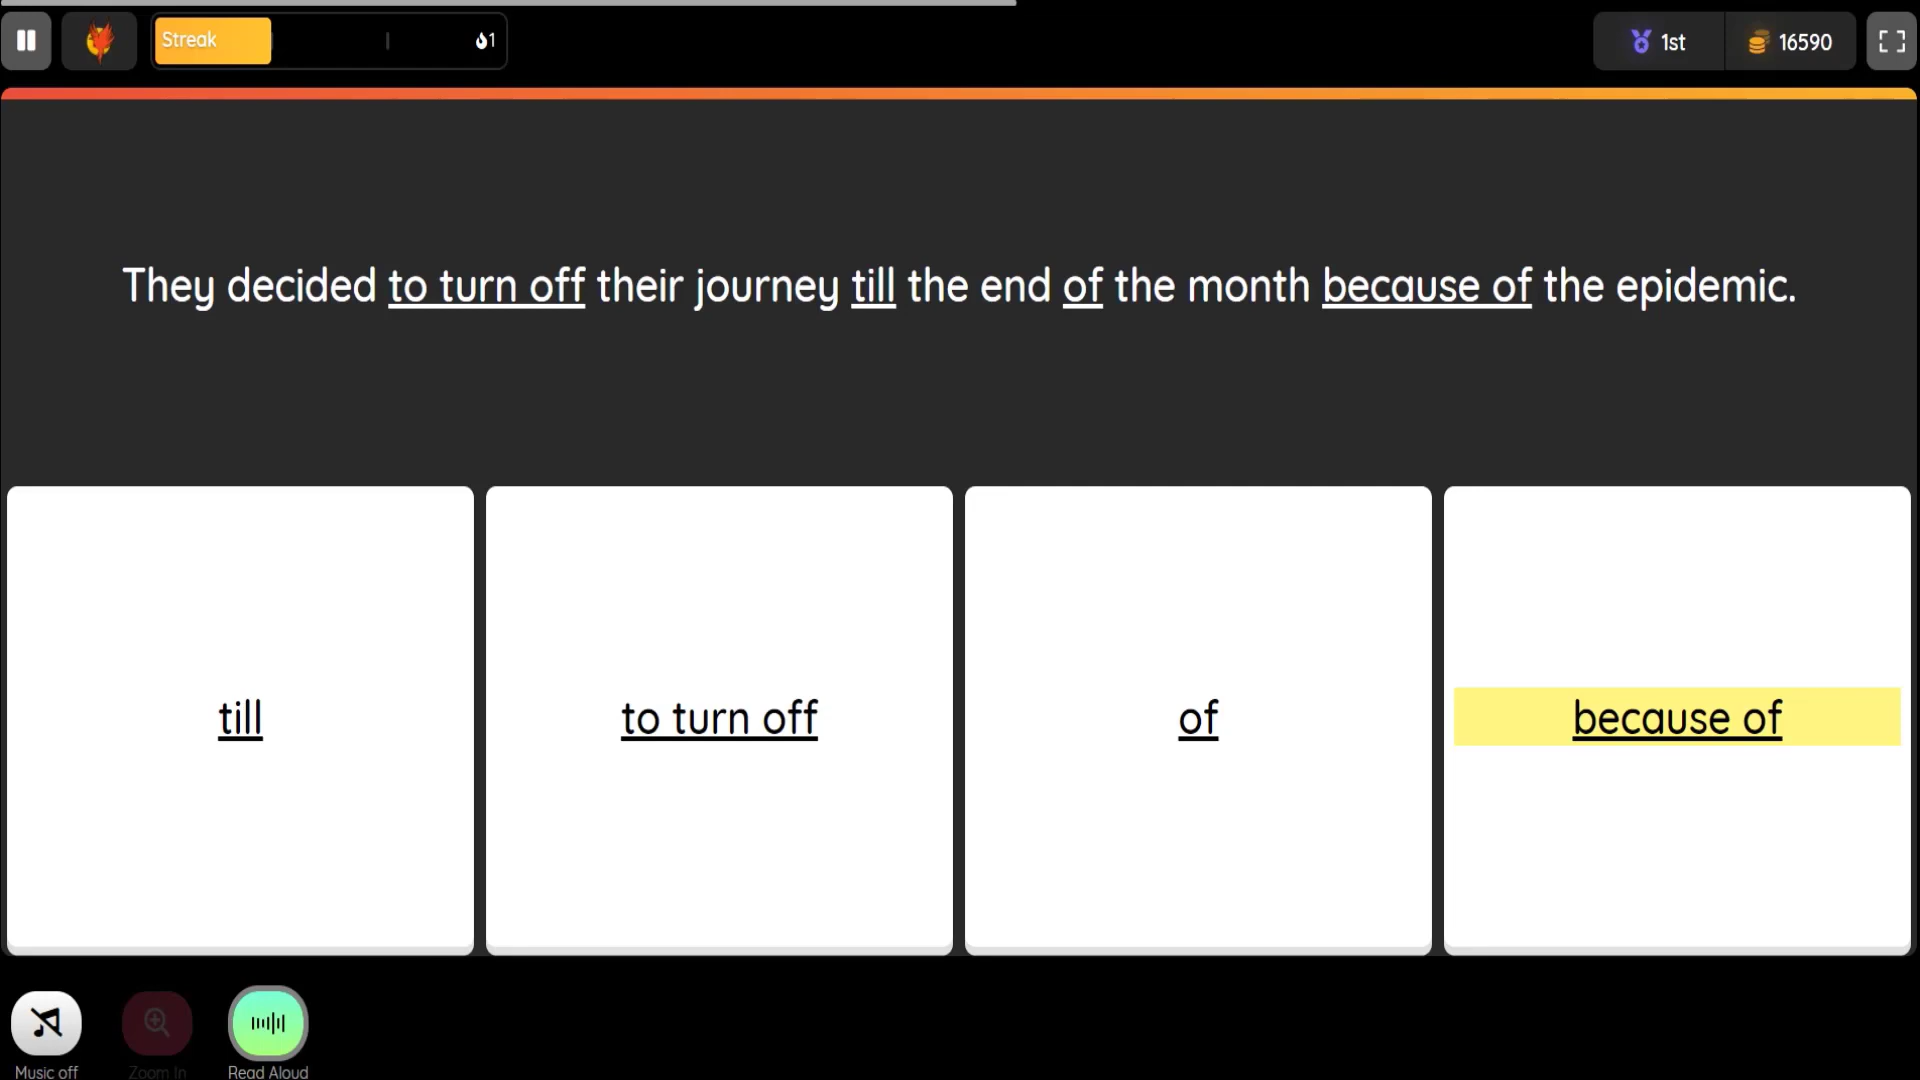 Streak
1
1st
16590
They decided to turn off their journey till the end of the month because of the epidemic.
till
to turn off
of
because of
Music off
Zoom In
Read Aloud